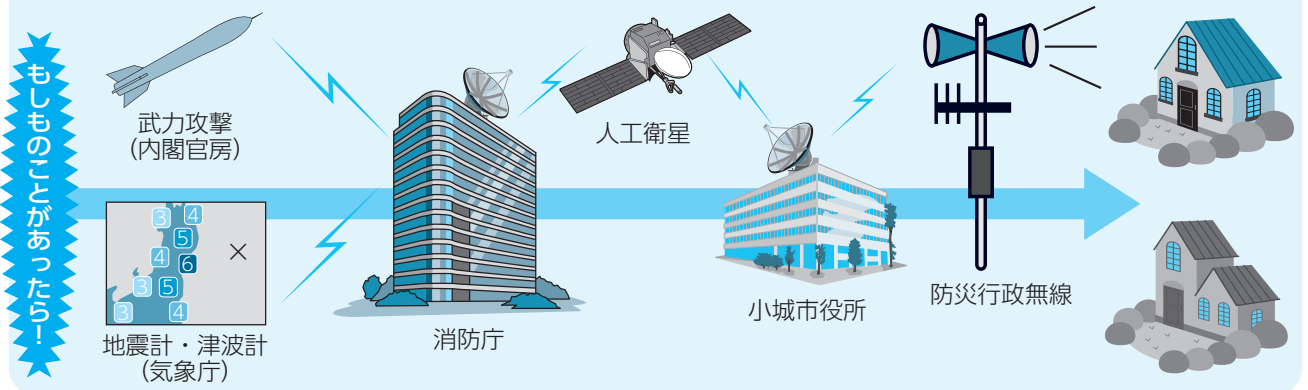 もしものことがあったら!
武力攻撃
(内閣官房)
3
4
5
4
6
3
5
3
4
地震計・津波計
(気象庁)
消防庁
人工衛星
小城市役所
防災行政無線